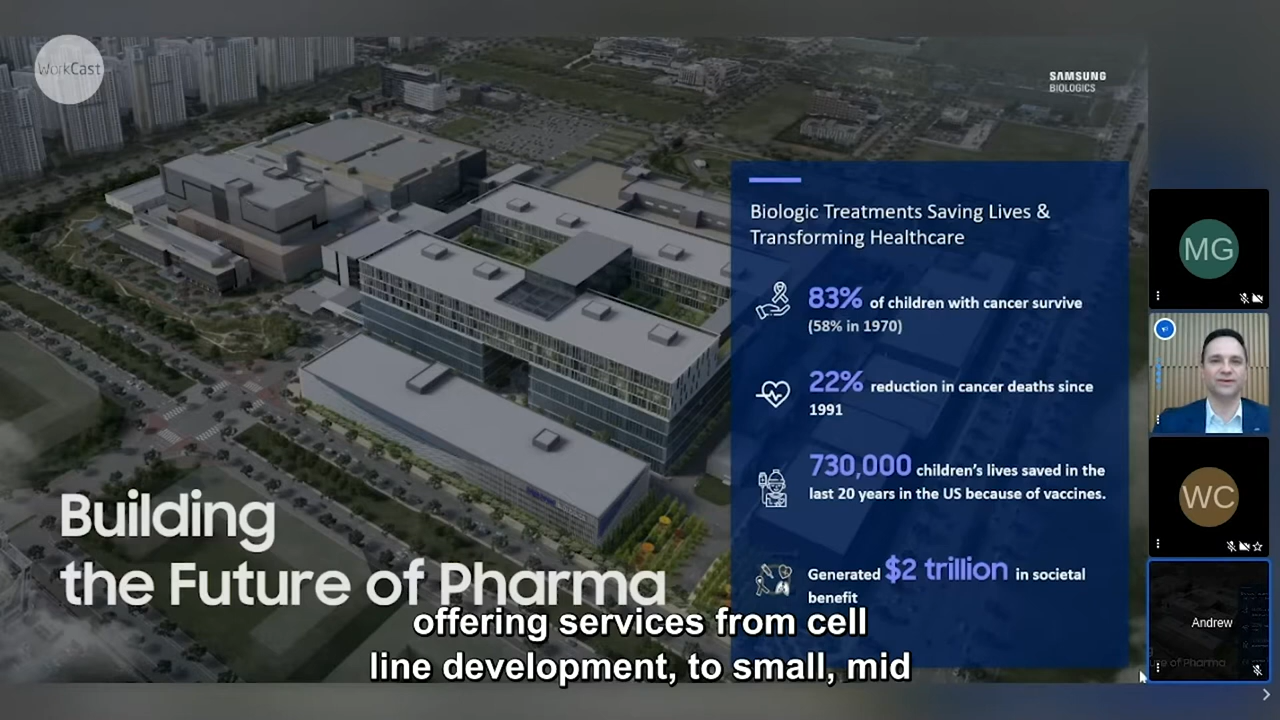 WorkCast
SAMSUNG
BIOLOGICS
Biologic Treatments Saving Lives &
Transforming Healthcare
83% of children with cancer survive
(58% in 1970)
22% reduction in cancer deaths since
1991
730,000 children's lives saved in the
last 20 years in the US because of vaccines.
Generated $2 trillion in societal
benefit
Building
the Future of Pharma
offering services from cell
line development, to small, mid
MG
WC
Andrew
re of Pharma